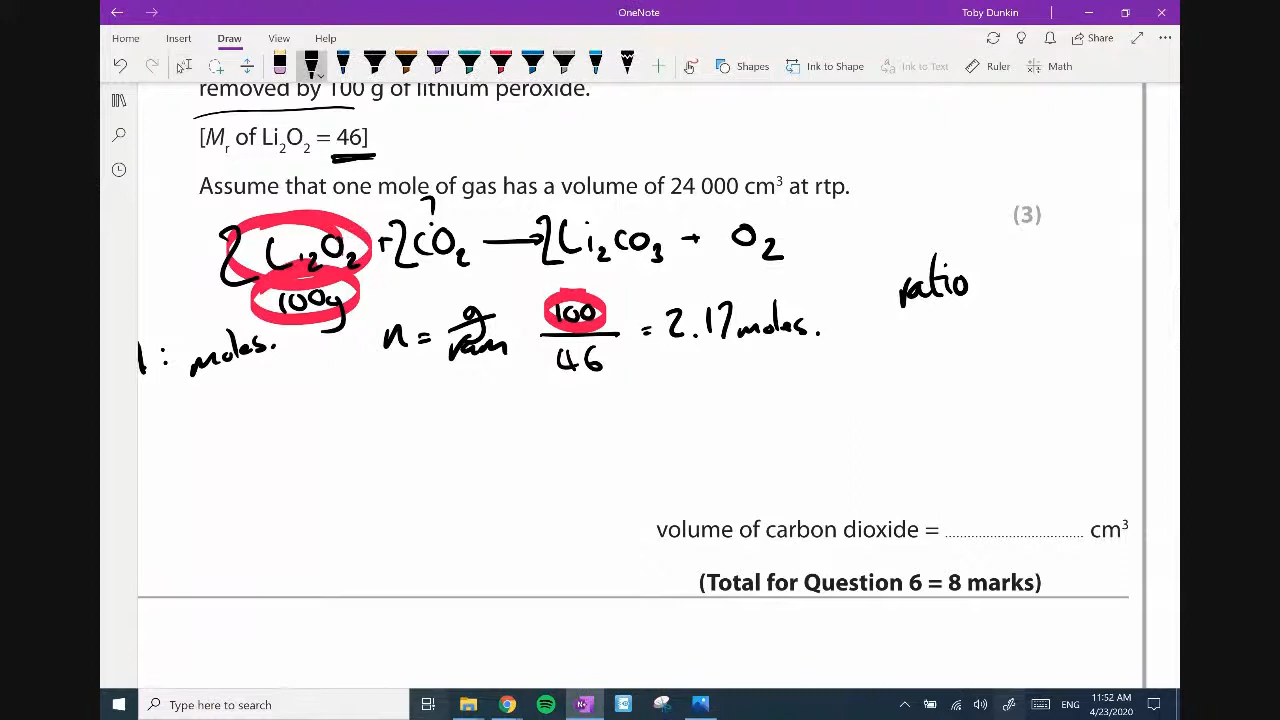 OneNote
Toby Dunkin
Home Insert Draw View Help
Share
Shapes Ink to Shape Ink to Text Ruler Math
removed by 100 g of lithium peroxide.
[Mr of Li2O2 = 46]
Assume that one mole of gas has a volume of 24 000 cm³ at rtp.
(3)
?
2Li2O2 + 2CO2 → 2Li2CO3 + O2
100g
ratio
n = g/ram 100/46 = 2.17 moles.
1: moles.
volume of carbon dioxide = .................................. cm³
(Total for Question 6 = 8 marks)
Type here to search
ENG
11:52 AM
4/23/2020